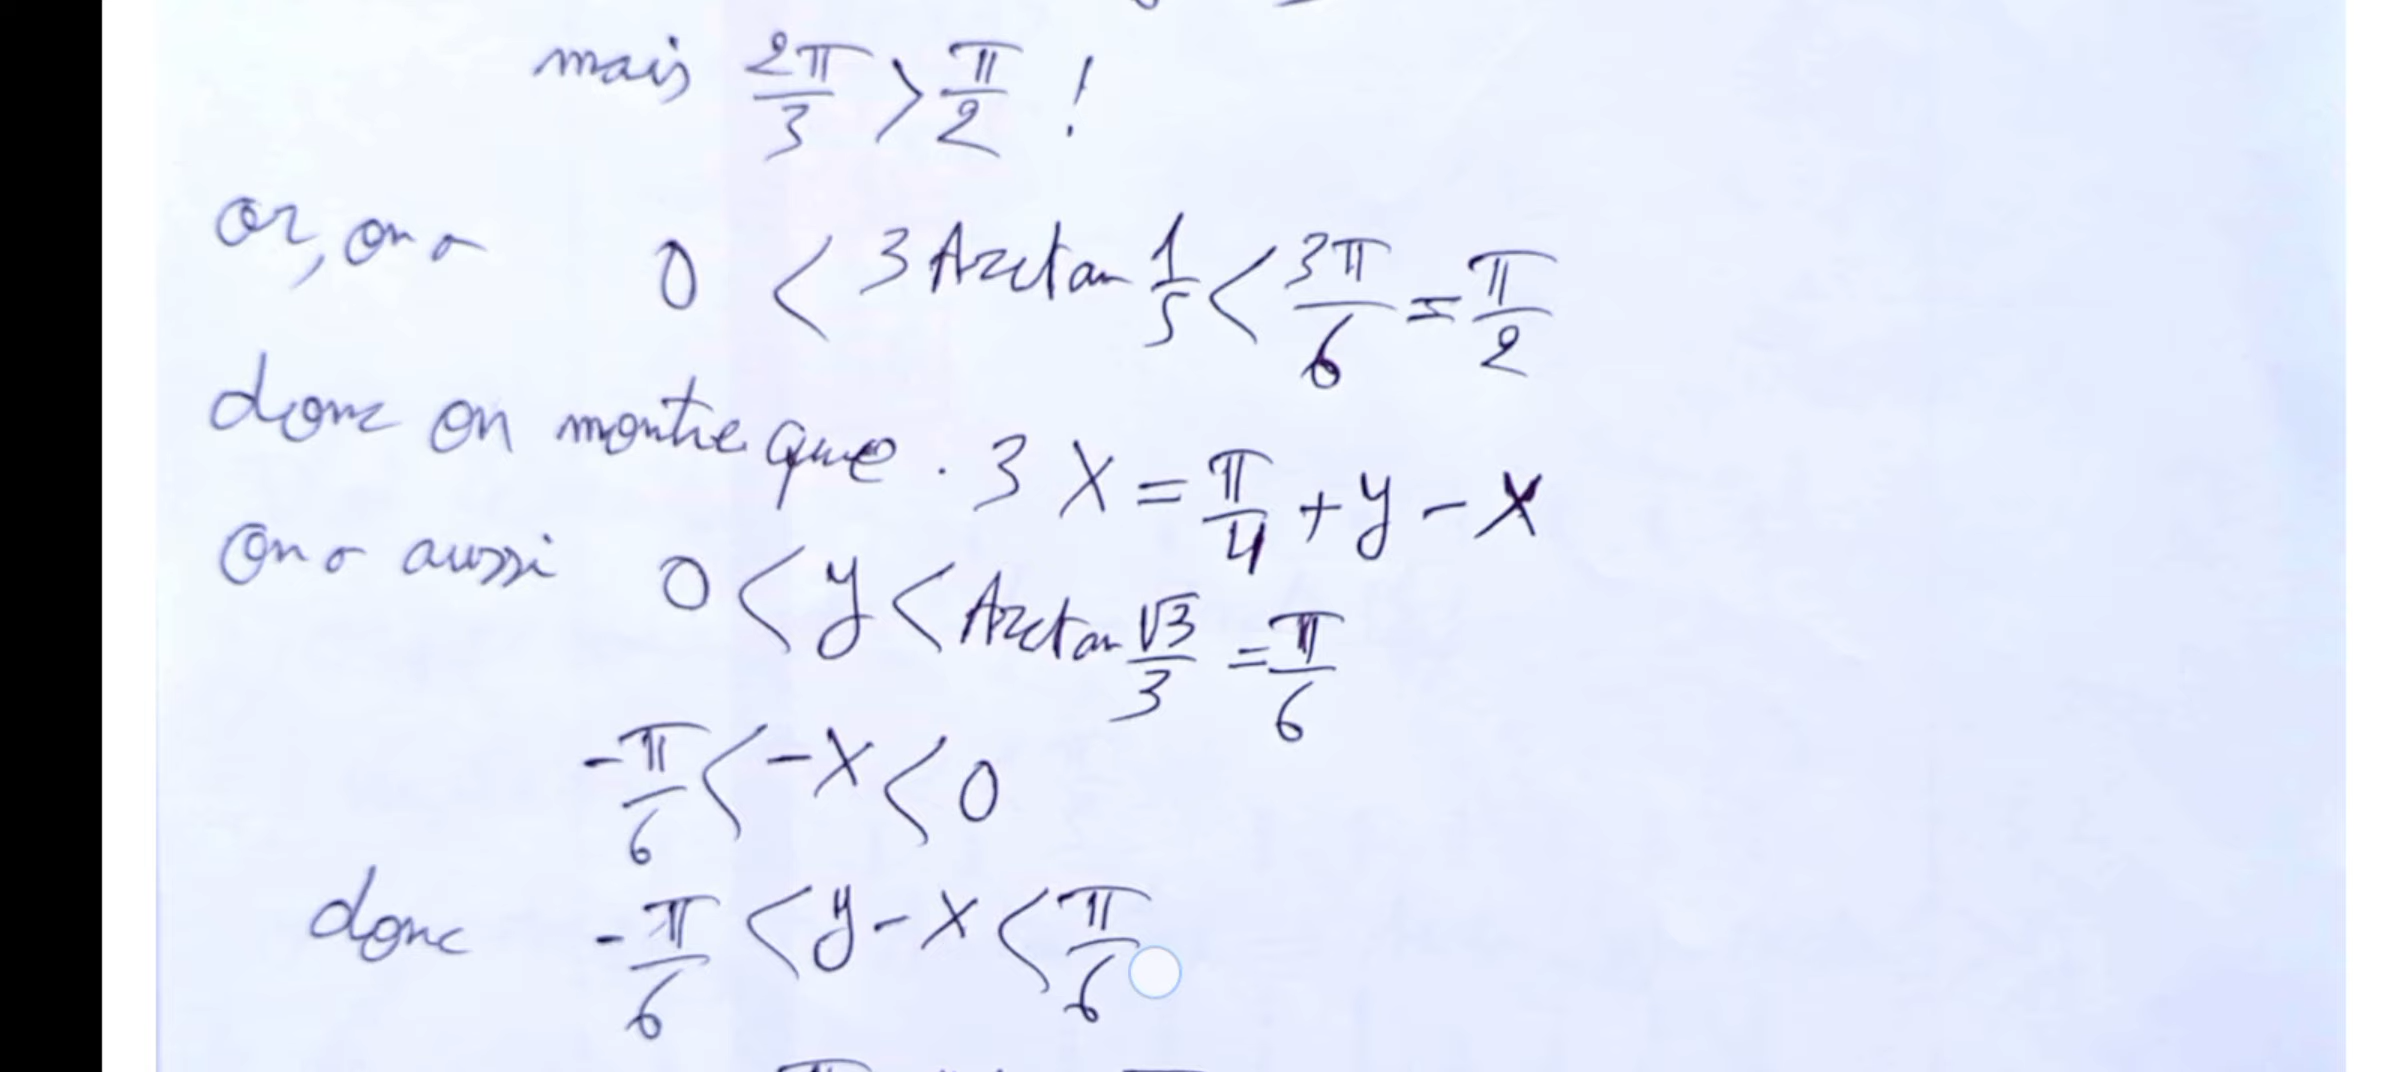 mais 2π/3 > π/2 !
or, on a 0 < 3 Arctan 1/5 < 3π/6 = π/2
donc on montre que . 3 X = π/4 + y - X
on a aussi 0 < y < Arctan √3/3 = π/6
-π/6 < -X < 0
donc -π/6 < y - X < π/6